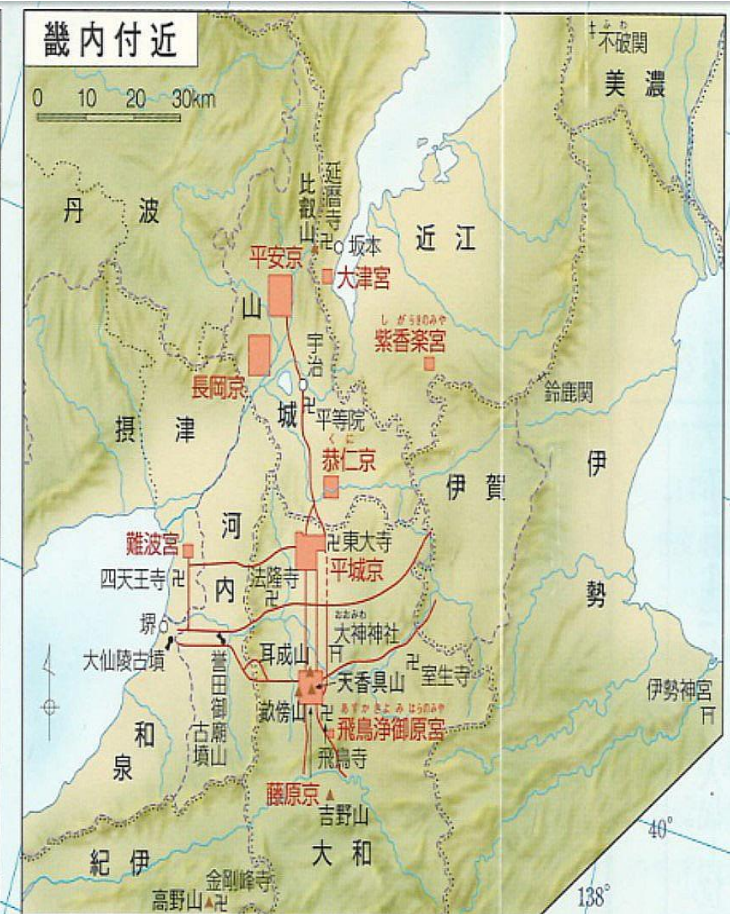 畿内付近
0 10 20 30km
ふわ
不破関
美濃
丹波
延暦寺
比叡山
坂本
近江
平安京
大津宮
山城
しがらきのみや
紫香楽宮
宇治
長岡京
鈴鹿関
摂津
平等院
くに
恭仁京
伊賀
伊勢
河内
難波宮
東大寺
平城京
四天王寺
法隆寺
堺
おおみわ
大神神社
大仙陵古墳
耳成山
天香具山
室生寺
誉田御廟山古墳
畝傍山
あすかきよみはらのみや
飛鳥浄御原宮
伊勢神宮
和泉
飛鳥寺
藤原京
吉野山
大和
紀伊
金剛峰寺
高野山
40°
138°